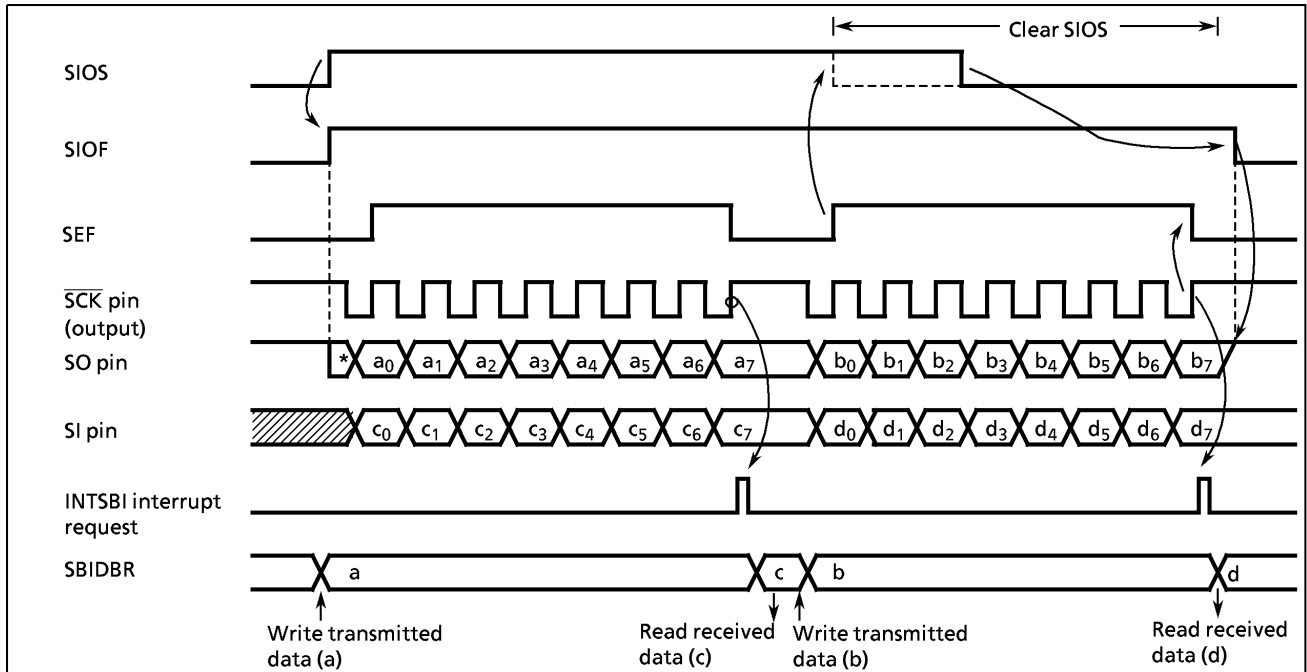 Clear SIOS
SIOS
SIOF
SEF
SCK pin
(output)
SO pin
* a0 a1 a2 a3 a4 a5 a6 a7 b0 b1 b2 b3 b4 b5 b6 b7
SI pin
c0 c1 c2 c3 c4 c5 c6 c7 d0 d1 d2 d3 d4 d5 d6 d7
INTSBI interrupt
request
SBIDBR
a c b d
Write transmitted
data (a)
Read received
data (c)
Write transmitted
data (b)
Read received
data (d)